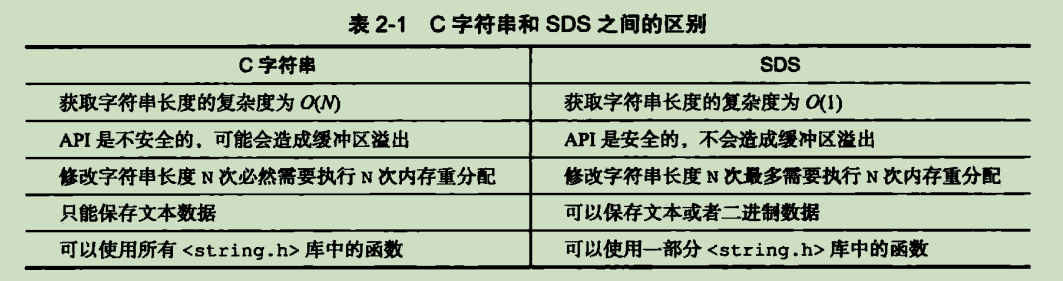 表 2-1 C 字符串和 SDS 之间的区别
C 字符串 SDS
获取字符串长度的复杂度为 O(N) 获取字符串长度的复杂度为 O(1)
API 是不安全的，可能会造成缓冲区溢出 API 是安全的，不会造成缓冲区溢出
修改字符串长度 N 次必然需要执行 N 次内存重分配 修改字符串长度 N 次最多需要执行 N 次内存重分配
只能保存文本数据 可以保存文本或者二进制数据
可以使用所有 <string.h> 库中的函数 可以使用一部分 <string.h> 库中的函数